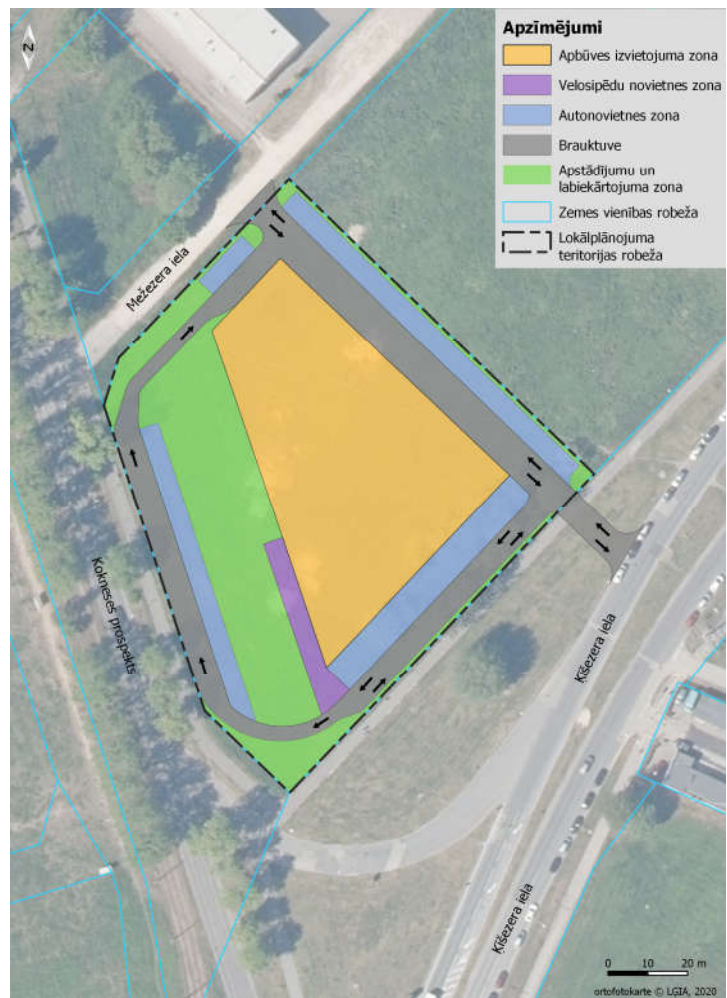 Apzīmējumi
Apbūves izvietojuma zona
Velosipēdu novietnes zona
Autonovietnes zona
Brauktuve
Apstādījumu un
labiekārtojuma zona
Zemes vienības robeža
Lokālplānojuma
teritorijas robeža
Z
Mežezera iela
Kokneses prospekts
Ķīšezera iela
Ķīšezera iela
0 10 20 m
ortofotokarte © LĢIA, 2020